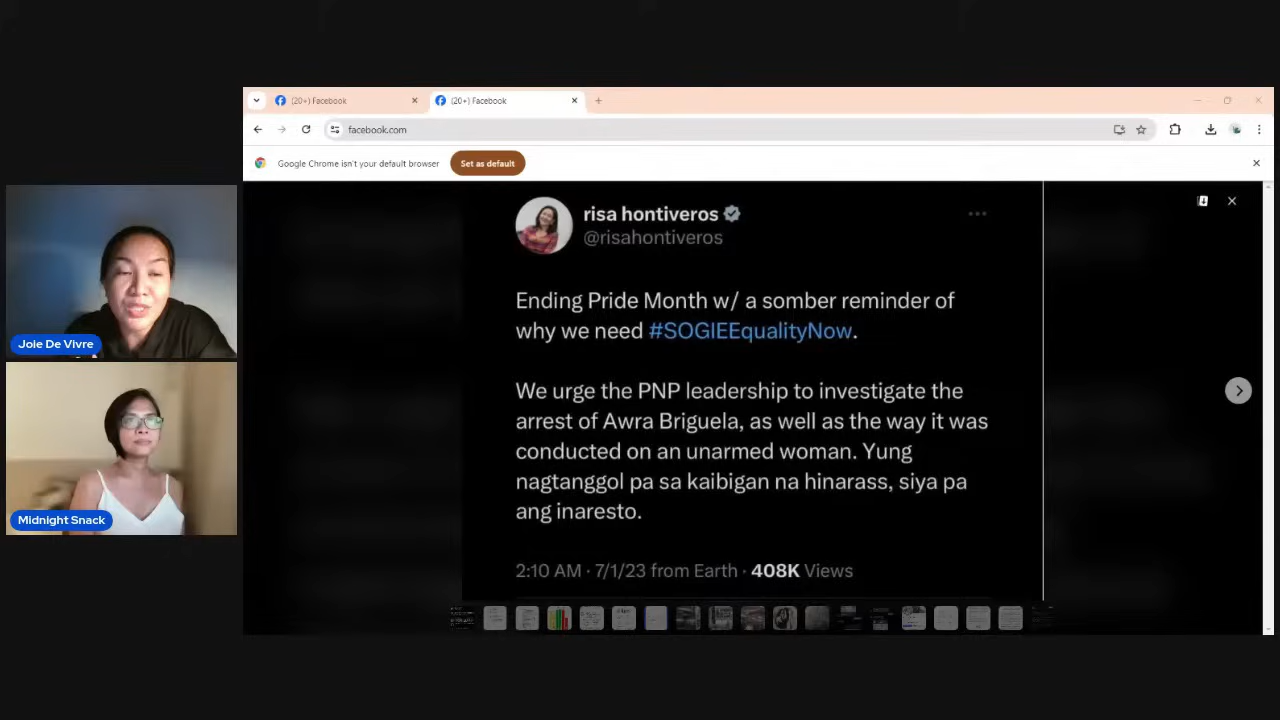 (20+) Facebook
(20+) Facebook
facebook.com
Google Chrome isn't your default browser
Set as default
risa hontiveros
@risahontiveros
Ending Pride Month w/ a somber reminder of
why we need #SOGIEEqualityNow.
We urge the PNP leadership to investigate the
arrest of Awra Briguela, as well as the way it was
conducted on an unarmed woman. Yung
nagtanggol pa sa kaibigan na hinarass, siya pa
ang inaresto.
2:10 AM · 7/1/23 from Earth · 408K Views
Joie De Vivre
Midnight Snack